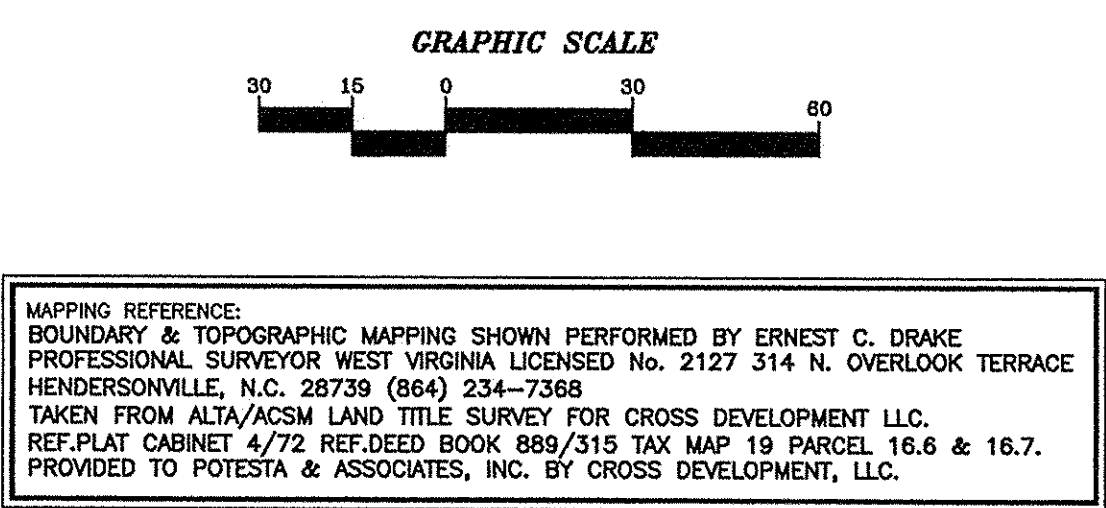 GRAPHIC SCALE
30 15 0 30 60
MAPPING REFERENCE:
BOUNDARY & TOPOGRAPHIC MAPPING SHOWN PERFORMED BY ERNEST C. DRAKE
PROFESSIONAL SURVEYOR WEST VIRGINIA LICENSED No. 2127 314 N. OVERLOOK TERRACE
HENDERSONVILLE, N.C. 28739 (864) 234-7368
TAKEN FROM ALTA/ACSM LAND TITLE SURVEY FOR CROSS DEVELOPMENT LLC.
REF.PLAT CABINET 4/72 REF.DEED BOOK 889/315 TAX MAP 19 PARCEL 16.6 & 16.7.
PROVIDED TO POTESTA & ASSOCIATES, INC. BY CROSS DEVELOPMENT, LLC.